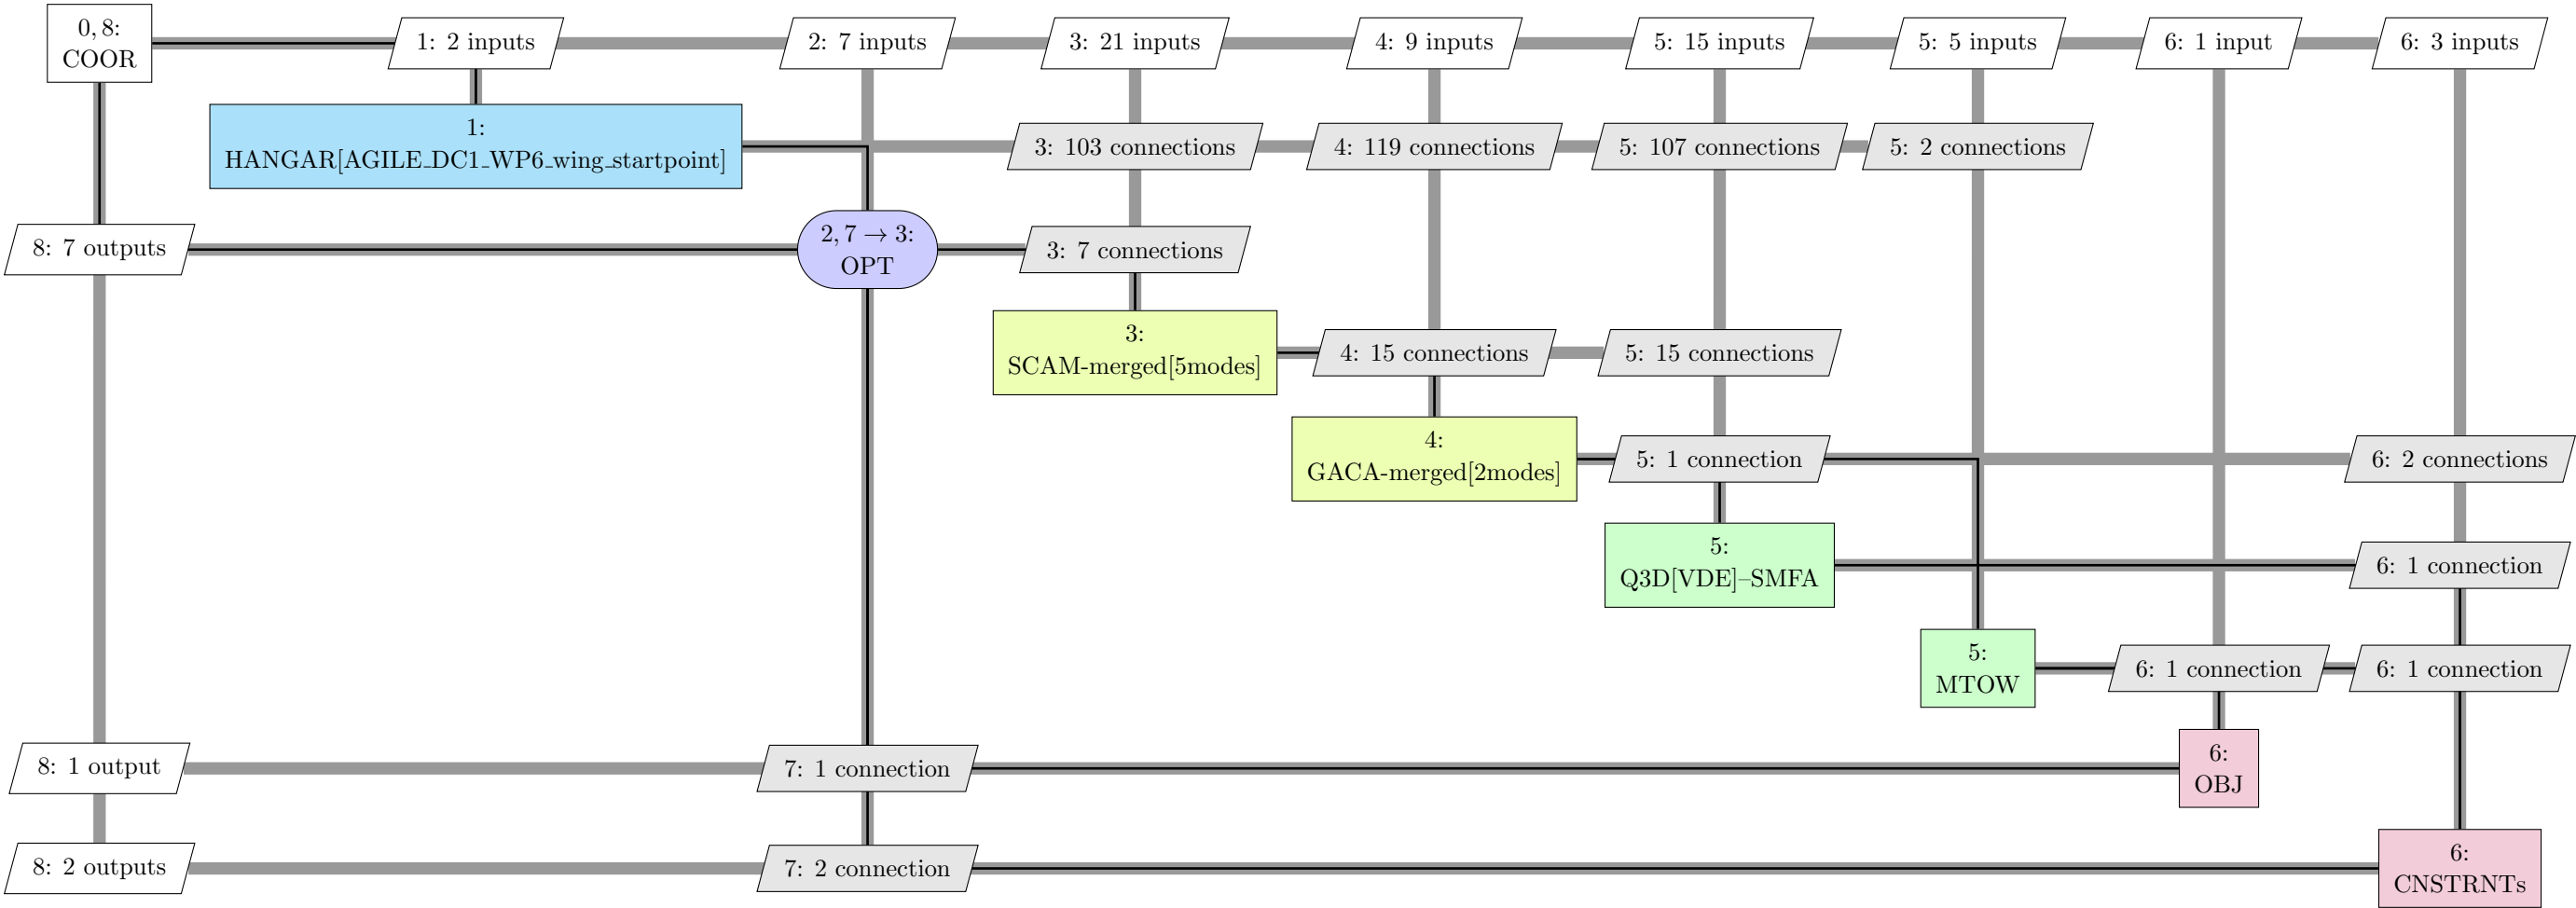 0, 8:
COOR
1: 2 inputs
2: 7 inputs
3: 21 inputs
4: 9 inputs
5: 15 inputs
5: 5 inputs
6: 1 input
6: 3 inputs
1:
HANGAR[AGILE_DC1_WP6_wing_startpoint]
3: 103 connections
4: 119 connections
5: 107 connections
5: 2 connections
8: 7 outputs
2, 7 → 3:
OPT
3: 7 connections
3:
SCAM-merged[5modes]
4: 15 connections
5: 15 connections
4:
GACA-merged[2modes]
5: 1 connection
6: 2 connections
5:
Q3D[VDE]–SMFA
6: 1 connection
5:
MTOW
6: 1 connection
6: 1 connection
8: 1 output
7: 1 connection
6:
OBJ
8: 2 outputs
7: 2 connection
6:
CNSTRNTs